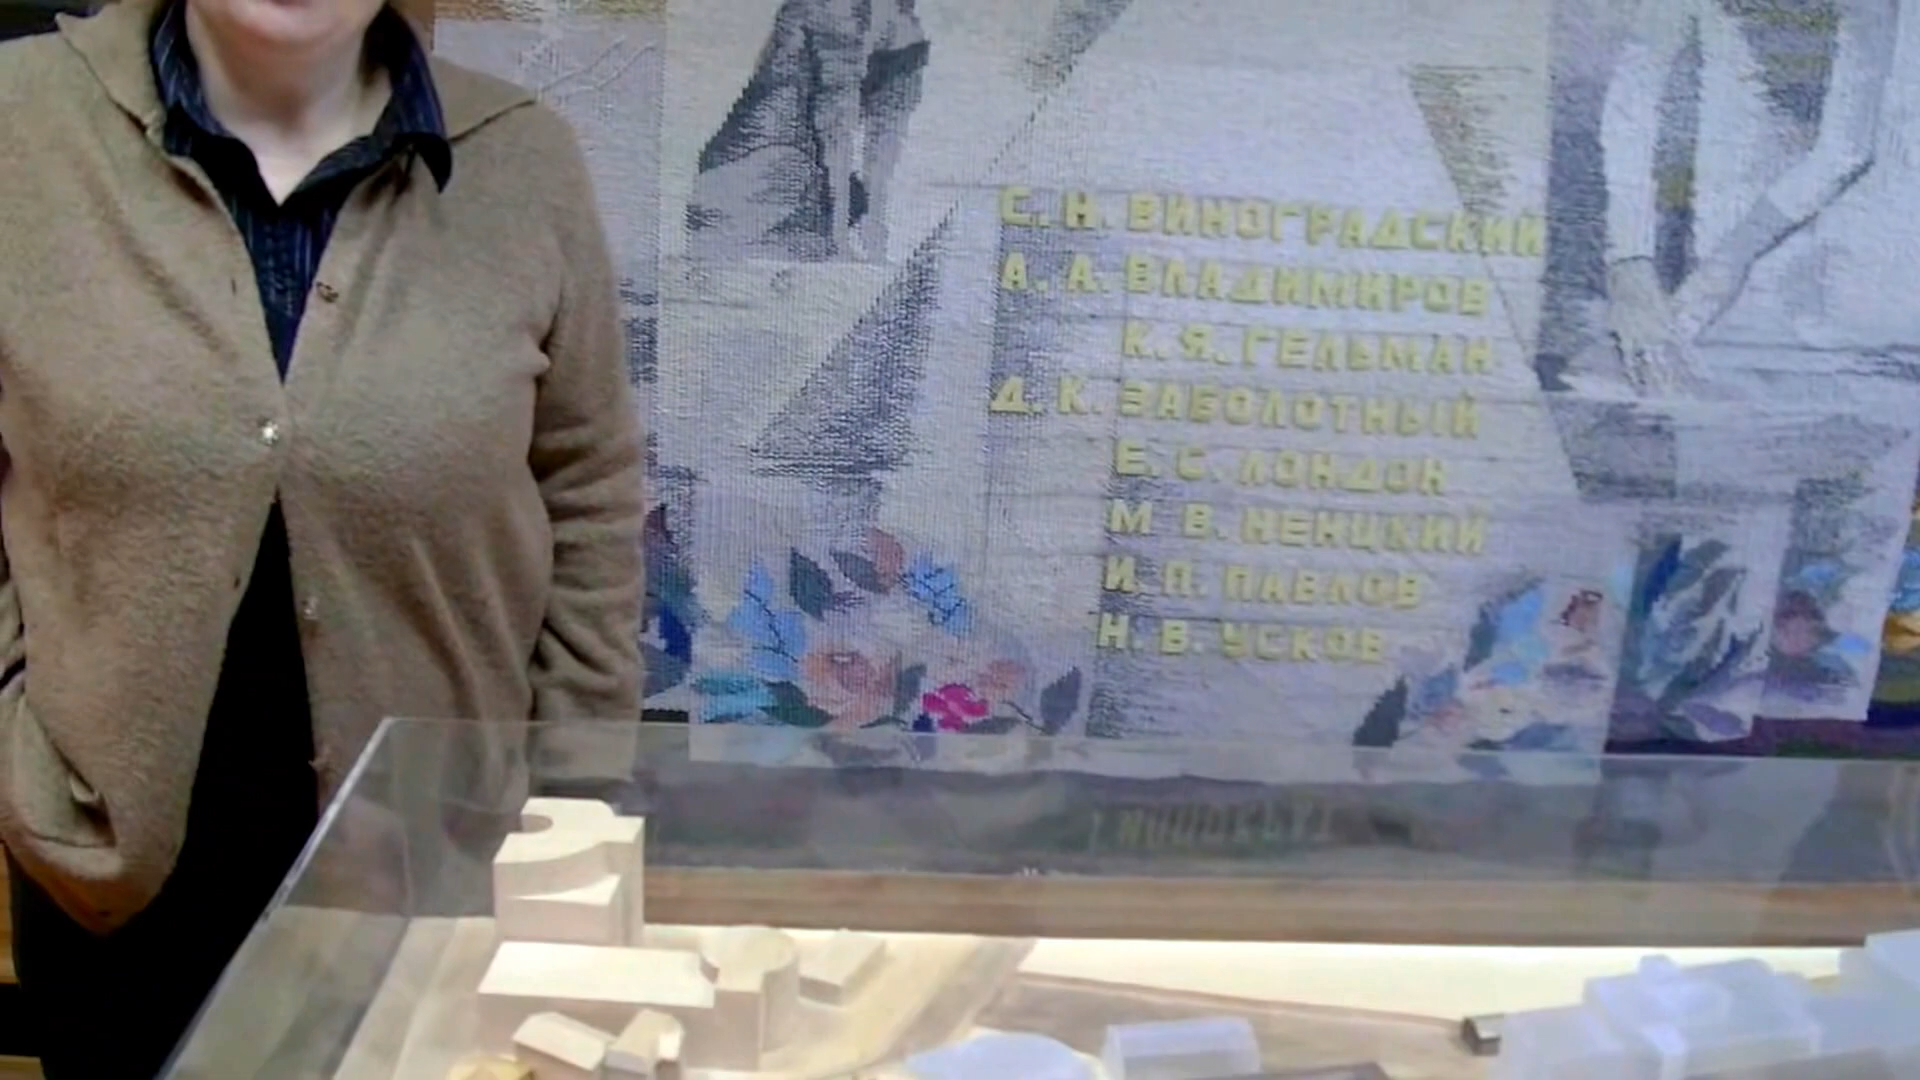 С. Н. ВИНОГРАДСКИЙ
А. А. ВЛАДИМИРОВ
К. Я. ГЕЛЬМАН
Д. К. ЗАБОЛОТНЫЙ
Е. С. ЛОНДОН
М В. НЕНЦКИЙ
И. П. ПАВЛОВ
Н. В. УСКОВ